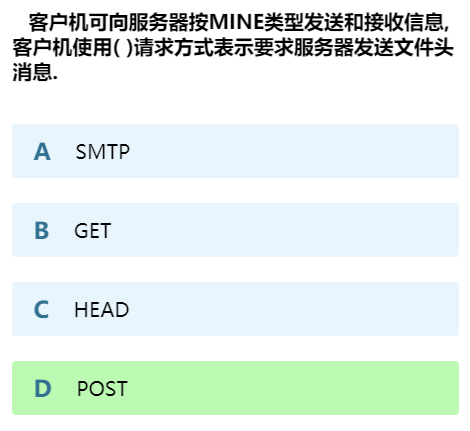 客户机可向服务器按MINE类型发送和接收信息,
客户机使用( )请求方式表示要求服务器发送文件头
消息.
A SMTP
B GET
C HEAD
D POST